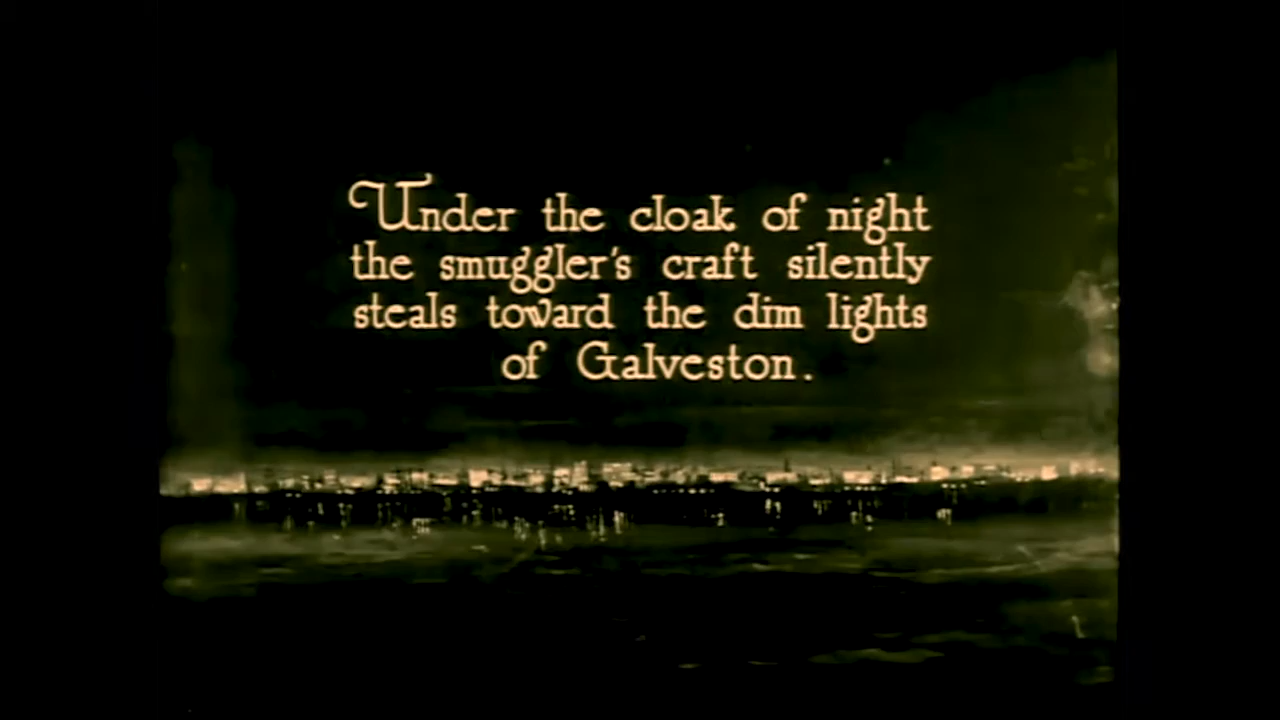 Under the cloak of night
the smuggler's craft silently
steals toward the dim lights
of Galveston.